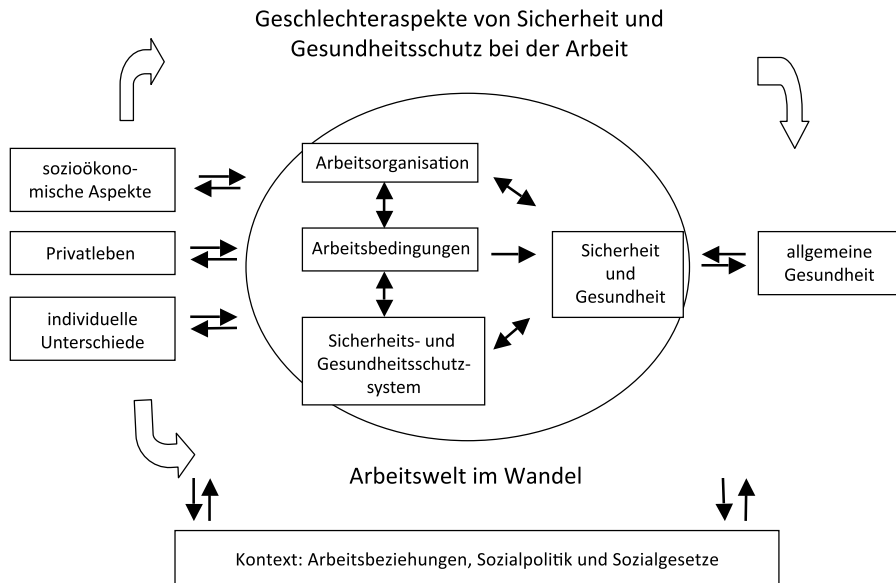 Geschlechteraspekte von Sicherheit und
Gesundheitsschutz bei der Arbeit
sozioökono-
mische Aspekte
Privatleben
individuelle
Unterschiede
Arbeitsorganisation
Arbeitsbedingungen
Sicherheits- und
Gesundheitsschutz-
system
Sicherheit
und
Gesundheit
allgemeine
Gesundheit
Arbeitswelt im Wandel
Kontext: Arbeitsbeziehungen, Sozialpolitik und Sozialgesetze